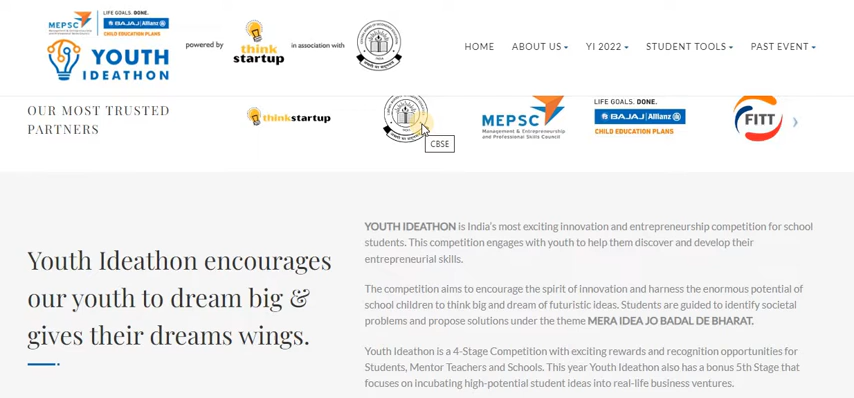 MEPSC
LIFE GOALS. DONE.
BAJAJ Allianz
CHILD EDUCATION PLANS
YOUTH
IDEATHON
powered by
think
startup
in association with
HOME ABOUT US YI 2022 STUDENT TOOLS PAST EVENT
OUR MOST TRUSTED
PARTNERS
thinkstartup
CBSE
MEPSC
Management & Entrepreneurship
and Professional Skills Council
LIFE GOALS. DONE.
BAJAJ Allianz
CHILD EDUCATION PLANS
FITT
Youth Ideathon encourages
our youth to dream big &
gives their dreams wings.
YOUTH IDEATHON is India's most exciting innovation and entrepreneurship competition for school
students. This competition engages with youth to help them discover and develop their
entrepreneurial skills.
The competition aims to encourage the spirit of innovation and harness the enormous potential of
school children to think big and dream of futuristic ideas. Students are guided to identify societal
problems and propose solutions under the theme MERA IDEA JO BADAL DE BHARAT.
Youth Ideathon is a 4-Stage Competition with exciting rewards and recognition opportunities for
Students, Mentor Teachers and Schools. This year Youth Ideathon also has a bonus 5th Stage that
focuses on incubating high-potential student ideas into real-life business ventures.